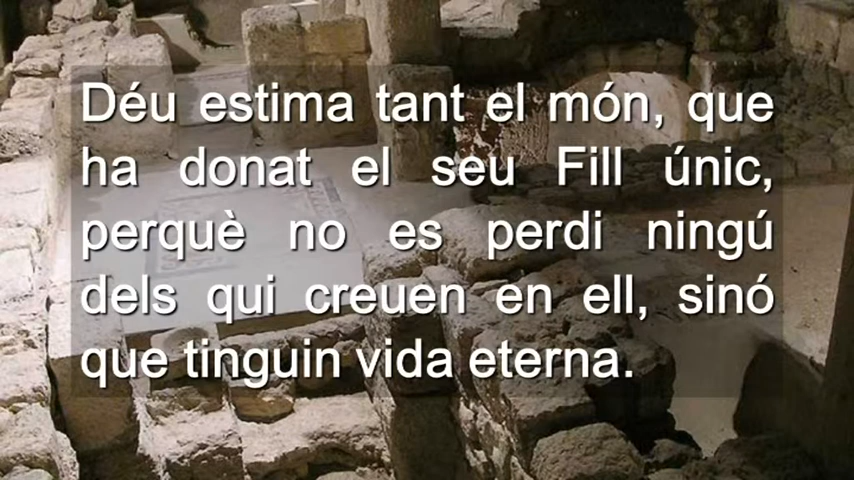 Déu estima tant el món, que
ha donat el seu Fill únic,
perquè no es perdi ningú
dels qui creuen en ell, sinó
que tinguin vida eterna.